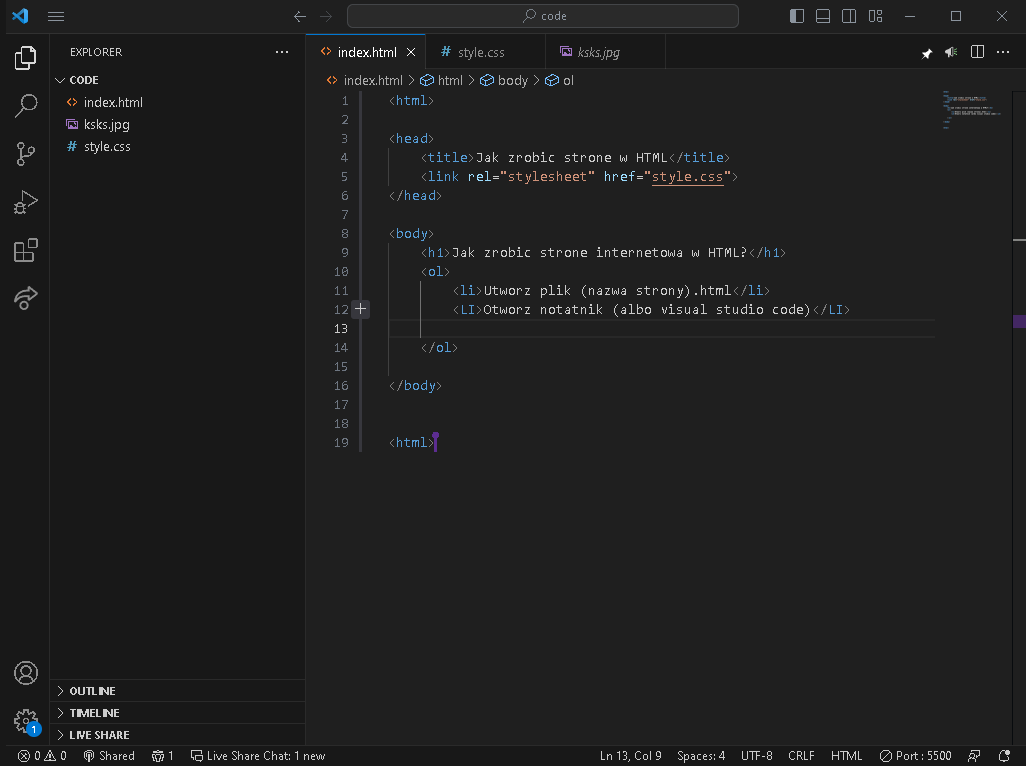 code
EXPLORER
CODE
index.html
ksks.jpg
style.css
OUTLINE
TIMELINE
LIVE SHARE
index.html
style.css
ksks.jpg
index.html > html > body > ol
1 <html>
2
3 <head>
4 <title>Jak zrobic strone w HTML</title>
5 <link rel="stylesheet" href="style.css">
6 </head>
7
8 <body>
9 <h1>Jak zrobic strone internetowa w HTML?</h1>
10 <ol>
11 <li>Utworz plik (nazwa strony).html</li>
12 <LI>Otworz notatnik (albo visual studio code)</LI>
13
14 </ol>
15
16 </body>
17
18
19 <html>
1
0 0 Shared 1 Live Share Chat: 1 new Ln 13, Col 9 Spaces: 4 UTF-8 CRLF HTML Port : 5500